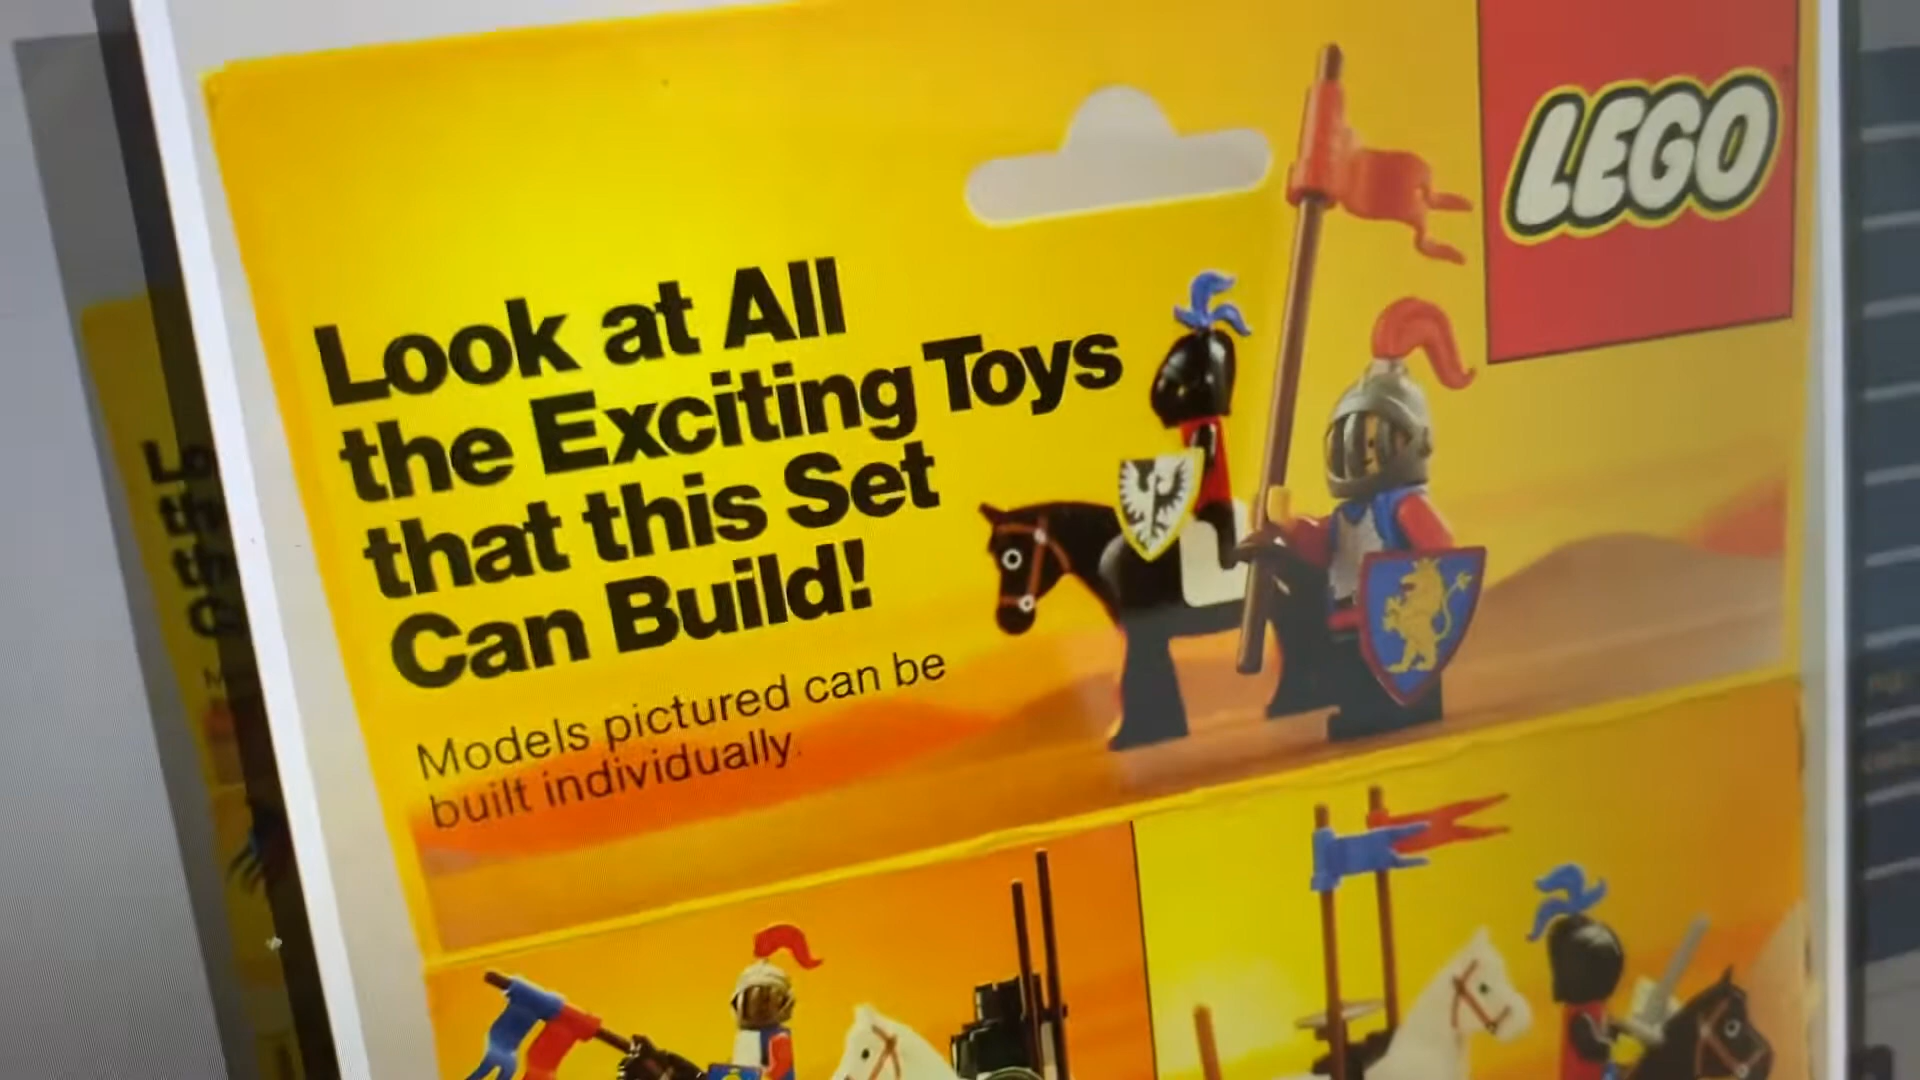 LEGO
Look at All
the Exciting Toys
that this Set
Can Build!
Models pictured can be
built individually.